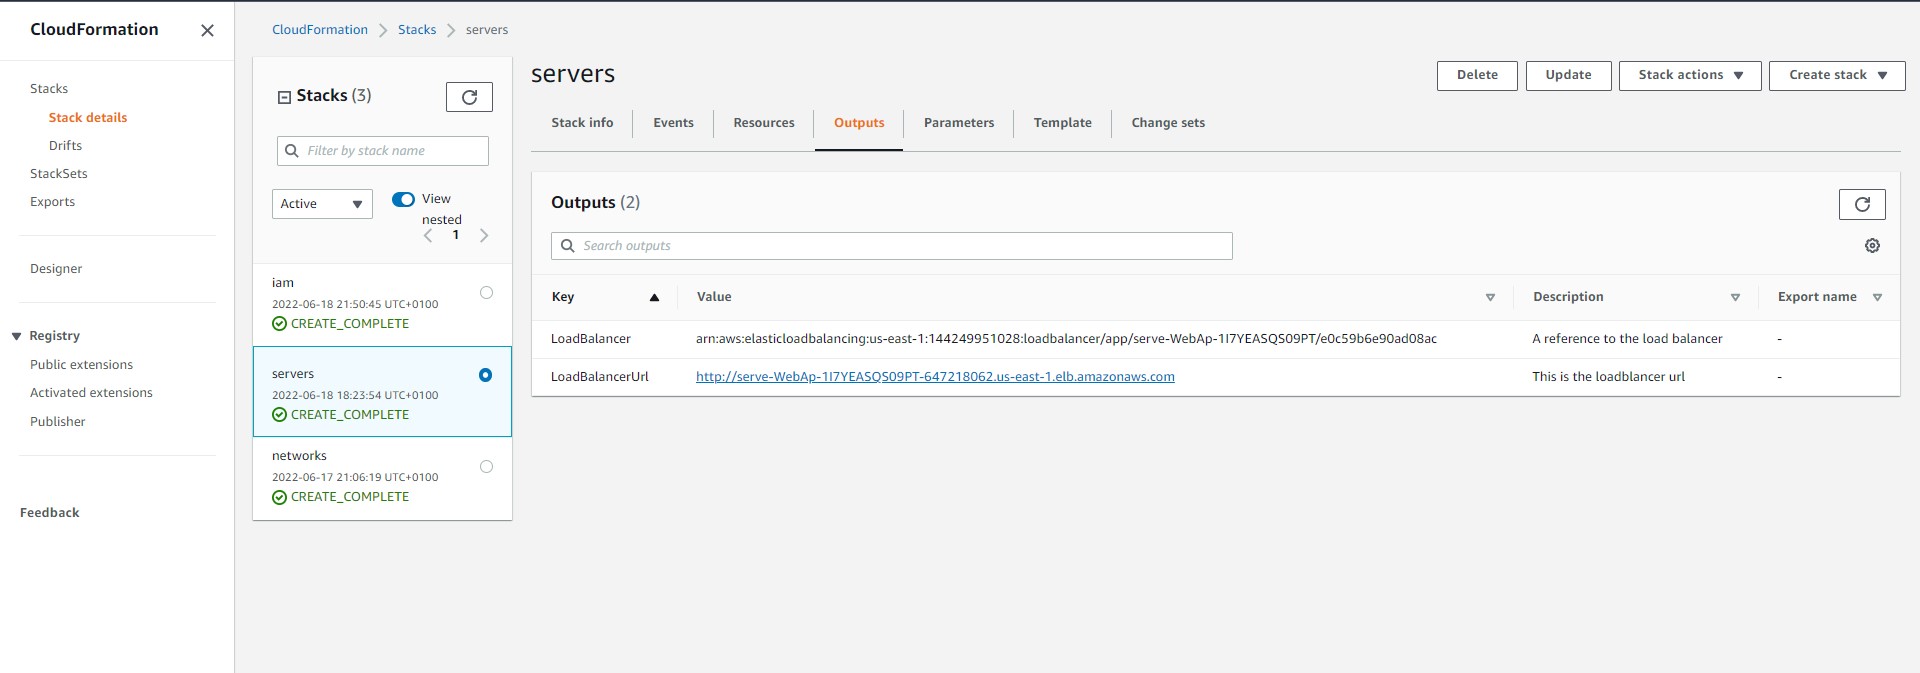 CloudFormation
Stacks
Stack details
Drifts
StackSets
Exports
Designer
Registry
Public extensions
Activated extensions
Publisher
Feedback
CloudFormation
Stacks
servers
Stacks (3)
Filter by stack name
Active
View
nested
1
iam
2022-06-18 21:50:45 UTC+0100
CREATE_COMPLETE
servers
2022-06-18 18:23:54 UTC+0100
CREATE_COMPLETE
networks
2022-06-17 21:06:19 UTC+0100
CREATE_COMPLETE
servers
Delete Update Stack actions Create stack
Stack info Events Resources Outputs Parameters Template Change sets
Outputs (2)
Search outputs
Key Value Description Export name
LoadBalancer arn:aws:elasticloadbalancing:us-east-1:144249951028:loadbalancer/app/serve-WebAp-1I7YEASQS09PT/e0c59b6e90ad08ac A reference to the load balancer -
LoadBalancerUrl http://serve-WebAp-1I7YEASQS09PT-647218062.us-east-1.elb.amazonaws.com This is the loadblancer url -